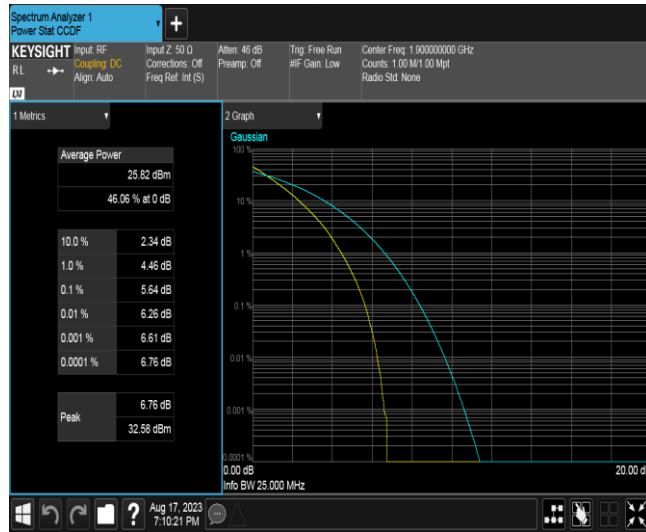 Spectrum Analyzer 1
Power Stat CCDF
+
KEYSIGHT
RL
LXI
Input: RF
Coupling: DC
Align: Auto
Input Z: 50 Ω
Corrections: Off
Freq Ref: Int (S)
Atten: 46 dB
Preamp: Off
Trig: Free Run
#IF Gain: Low
Center Freq: 1.900000000 GHz
Counts: 1.00 M/1.00 Mpt
Radio Std: None
1 Metrics
Average Power
25.82 dBm
46.06 % at 0 dB
10.0 % 2.34 dB
1.0 % 4.46 dB
0.1 % 5.64 dB
0.01 % 6.26 dB
0.001 % 6.61 dB
0.0001 % 6.76 dB
Peak
6.76 dB
32.58 dBm
2 Graph
Gaussian
100 %
10 %
1 %
0.1 %
0.01 %
0.001 %
0.0001 %
0.00 dB
20.00 d
Info BW 25.000 MHz
?
Aug 17, 2023
7:10:21 PM